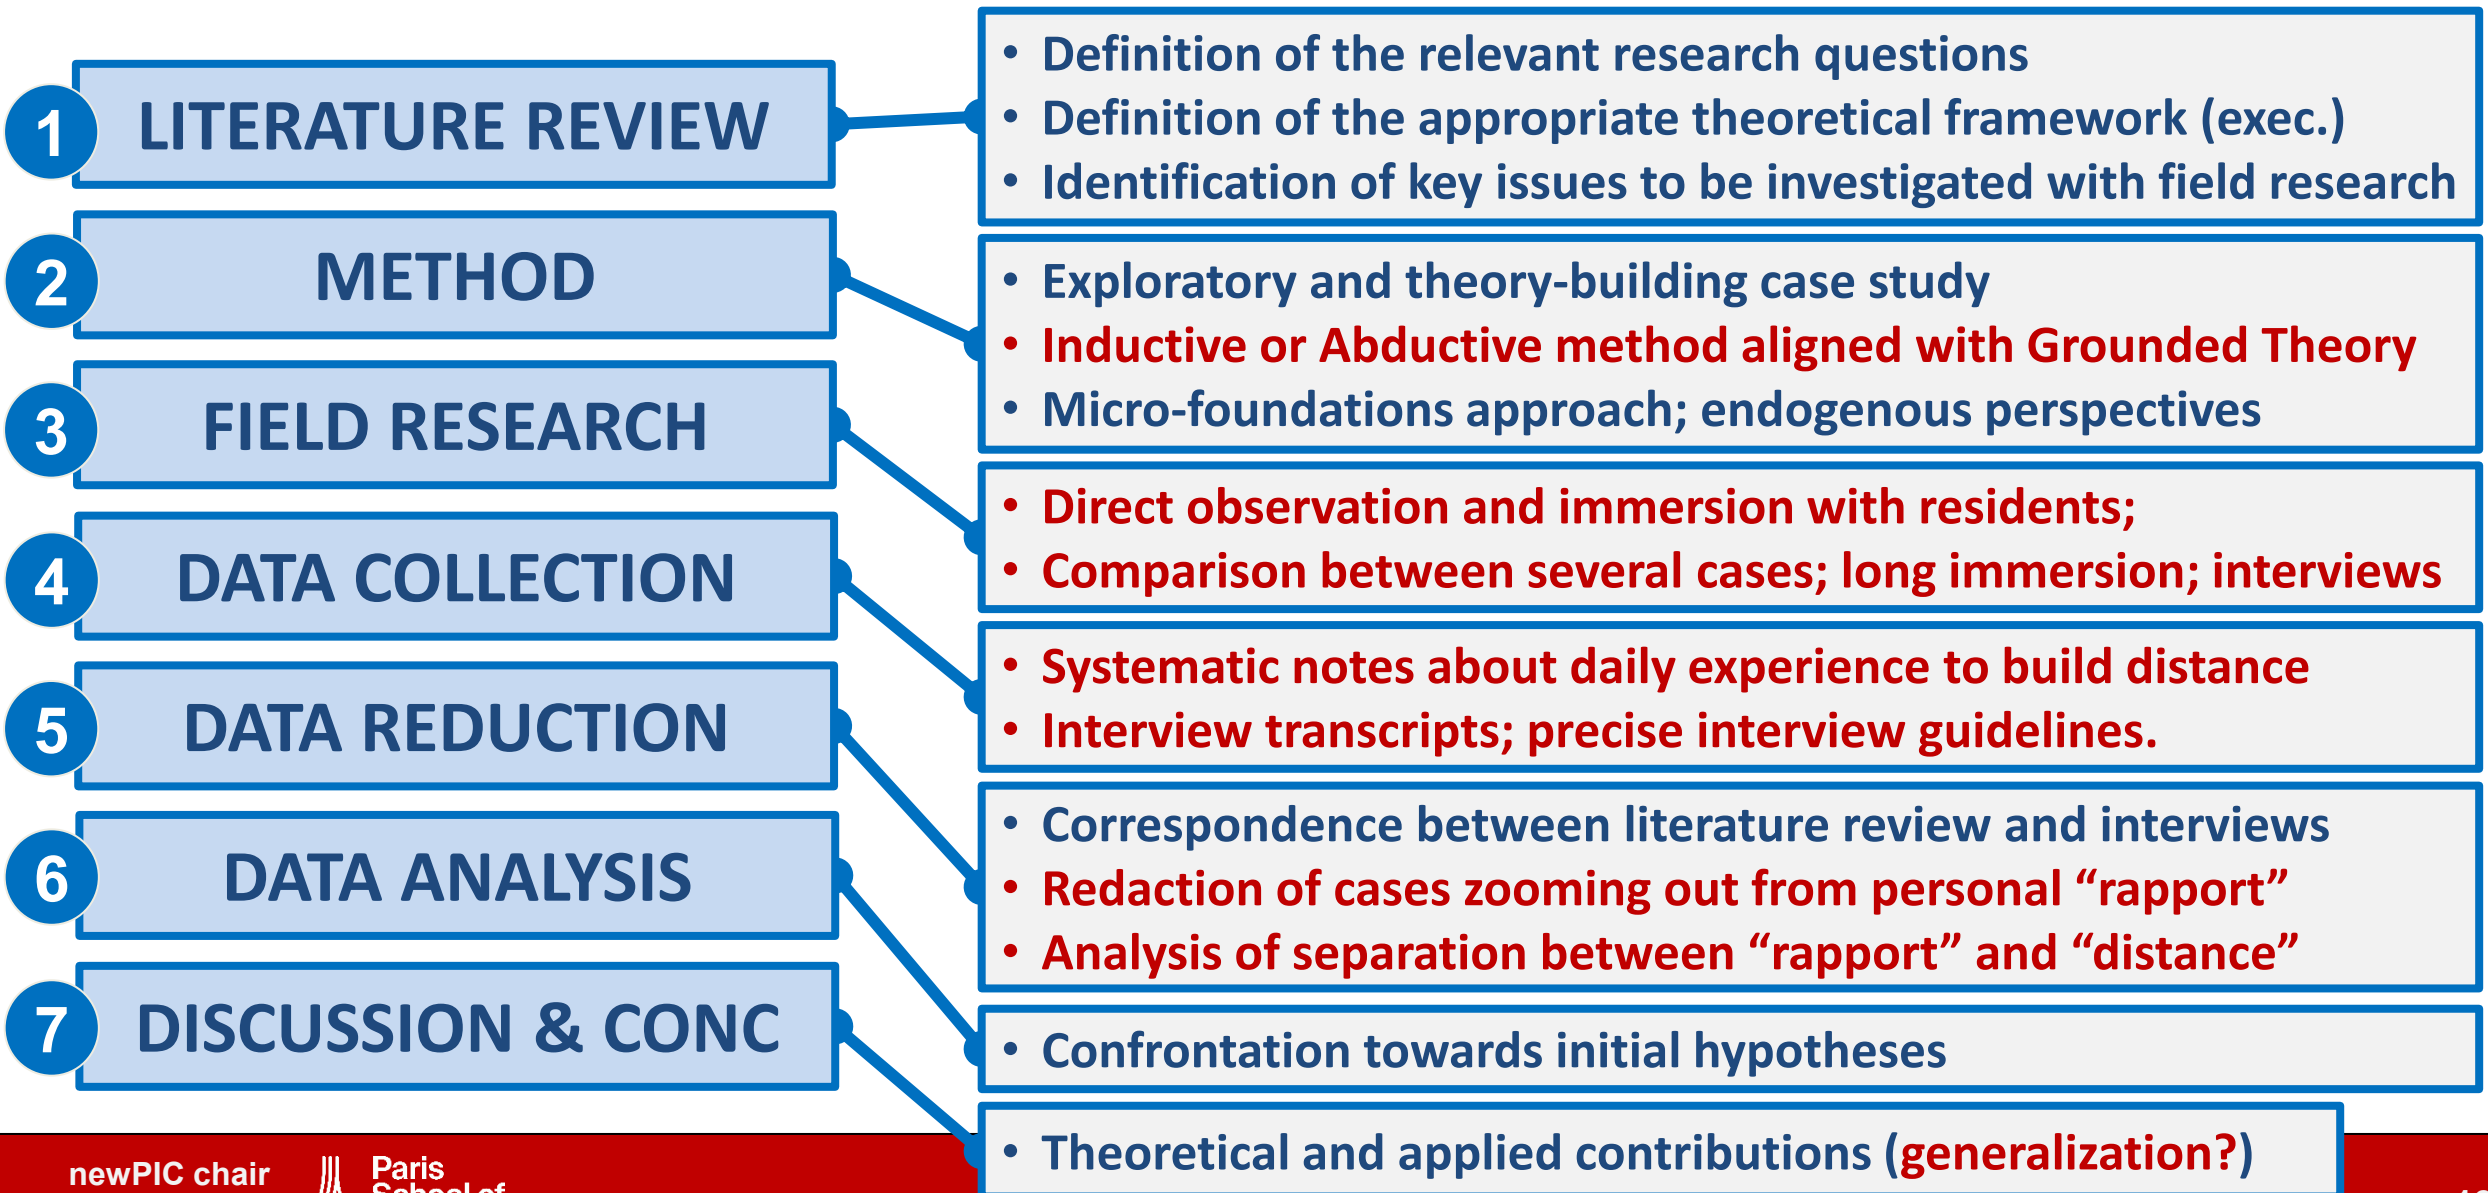 1
LITERATURE REVIEW
• Definition of the relevant research questions
• Definition of the appropriate theoretical framework (exec.)
• Identification of key issues to be investigated with field research
2
METHOD
• Exploratory and theory-building case study
• Inductive or Abductive method aligned with Grounded Theory
• Micro-foundations approach; endogenous perspectives
3
FIELD RESEARCH
• Direct observation and immersion with residents;
• Comparison between several cases; long immersion; interviews
4
DATA COLLECTION
• Systematic notes about daily experience to build distance
• Interview transcripts; precise interview guidelines.
5
DATA REDUCTION
• Correspondence between literature review and interviews
• Redaction of cases zooming out from personal “rapport”
• Analysis of separation between “rapport” and “distance”
6
DATA ANALYSIS
• Confrontation towards initial hypotheses
7
DISCUSSION & CONC
• Theoretical and applied contributions (generalization?)
newPIC chair
Paris
School of